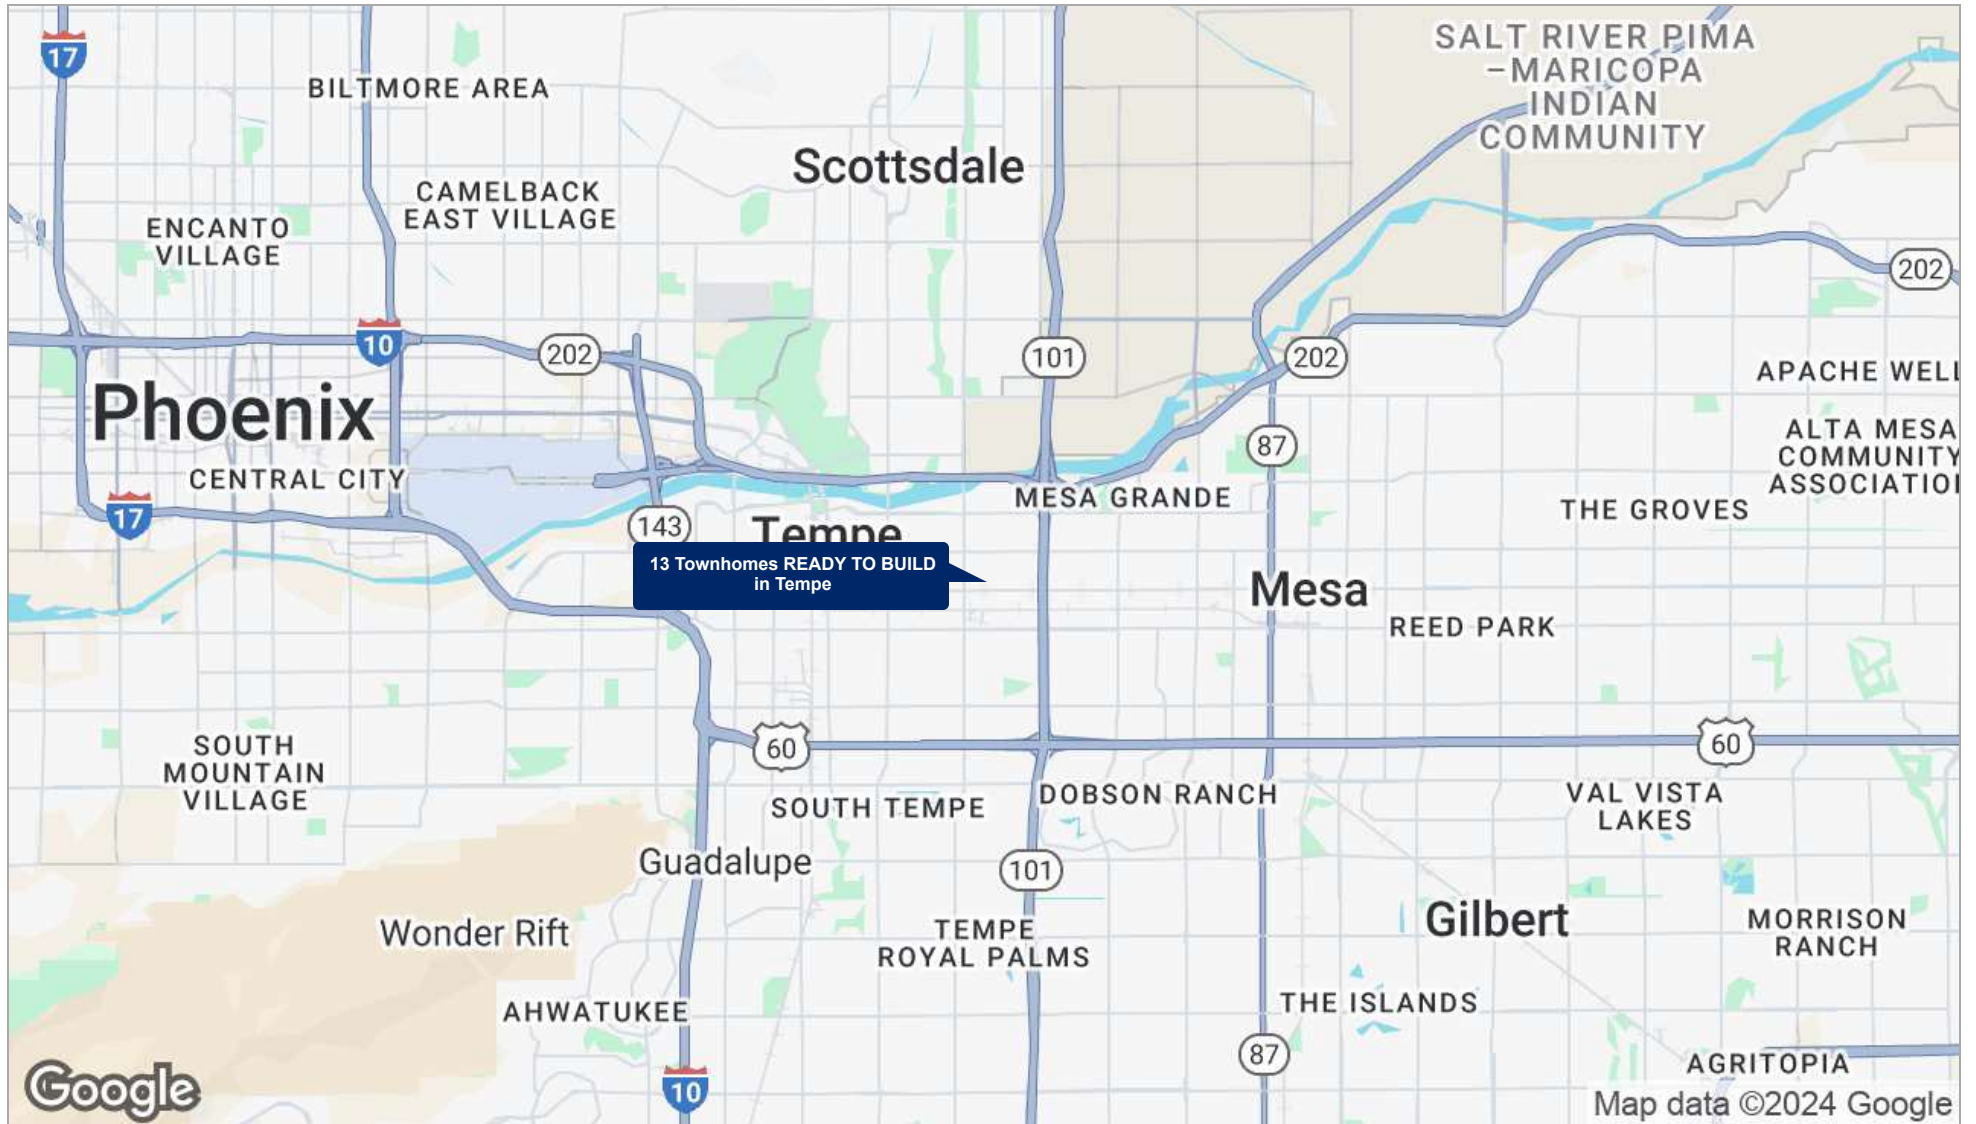 17
BILTMORE AREA
SALT RIVER PIMA
–MARICOPA
INDIAN
COMMUNITY
Scottsdale
CAMELBACK
EAST VILLAGE
ENCANTO
VILLAGE
202
10
202
101
202
Phoenix
APACHE WELL
87
ALTA MESA
COMMUNITY
ASSOCIATIO
CENTRAL CITY
MESA GRANDE
THE GROVES
17
143
Tempe
13 Townhomes READY TO BUILD
in Tempe
Mesa
REED PARK
60
60
SOUTH
MOUNTAIN
VILLAGE
SOUTH TEMPE
DOBSON RANCH
VAL VISTA
LAKES
Guadalupe
101
Wonder Rift
TEMPE
ROYAL PALMS
Gilbert
MORRISON
RANCH
AHWATUKEE
THE ISLANDS
87
AGRITOPIA
10
Google
Map data ©2024 Google